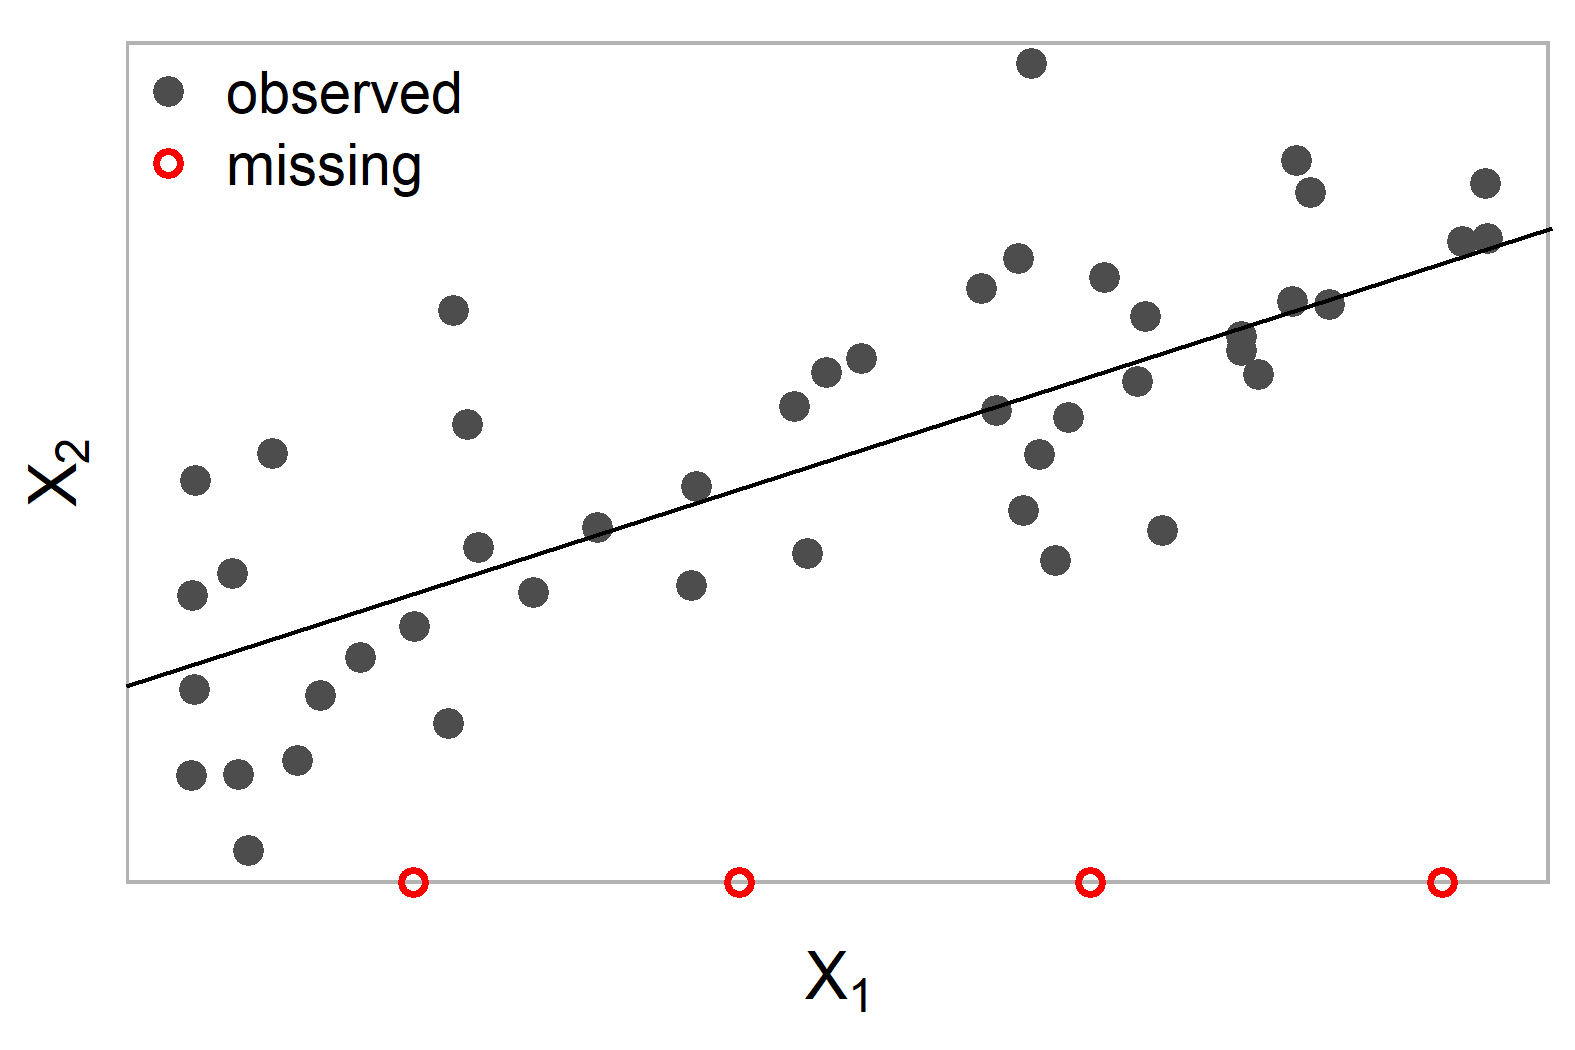 observed
missing
X₂
X₁